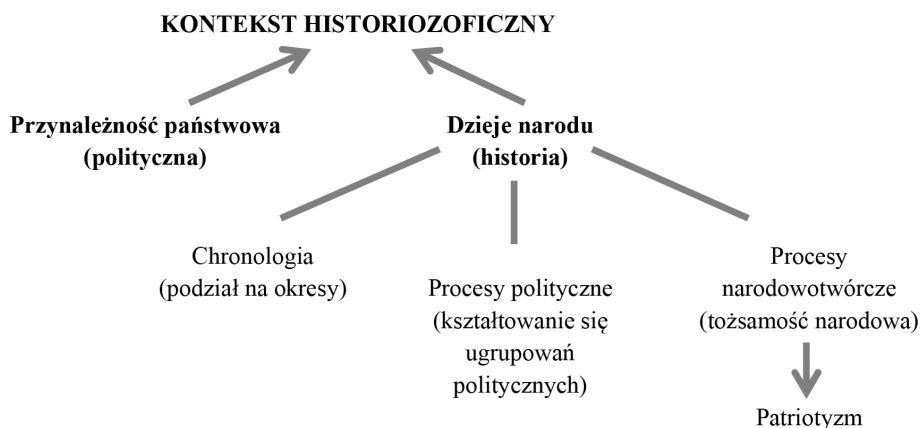 KONTEKST HISTORIOZOFICZNY
Przynależność państwowa
(polityczna)
Dzieje narodu
(historia)
Chronologia
(podział na okresy)
Procesy polityczne
(kształtowanie się
ugrupowań
politycznych)
Procesy
narodowotwórcze
(tożsamość narodowa)
Patriotyzm